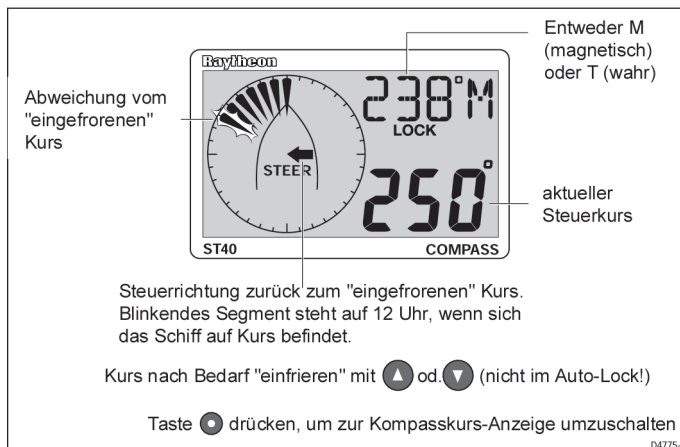 Entweder M
(magnetisch)
oder T (wahr)
Abweichung vom
"eingefrorenen"
Kurs
Raytheon
238°M
LOCK
STEER
250°
aktueller
Steuerkurs
ST40 COMPASS
Steuerrichtung zurück zum "eingefrorenen" Kurs.
Blinkendes Segment steht auf 12 Uhr, wenn sich
das Schiff auf Kurs befindet.
Kurs nach Bedarf "einfrieren" mit od. (nicht im Auto-Lock!)
Taste drücken, um zur Kompasskurs-Anzeige umzuschalten
D4775-